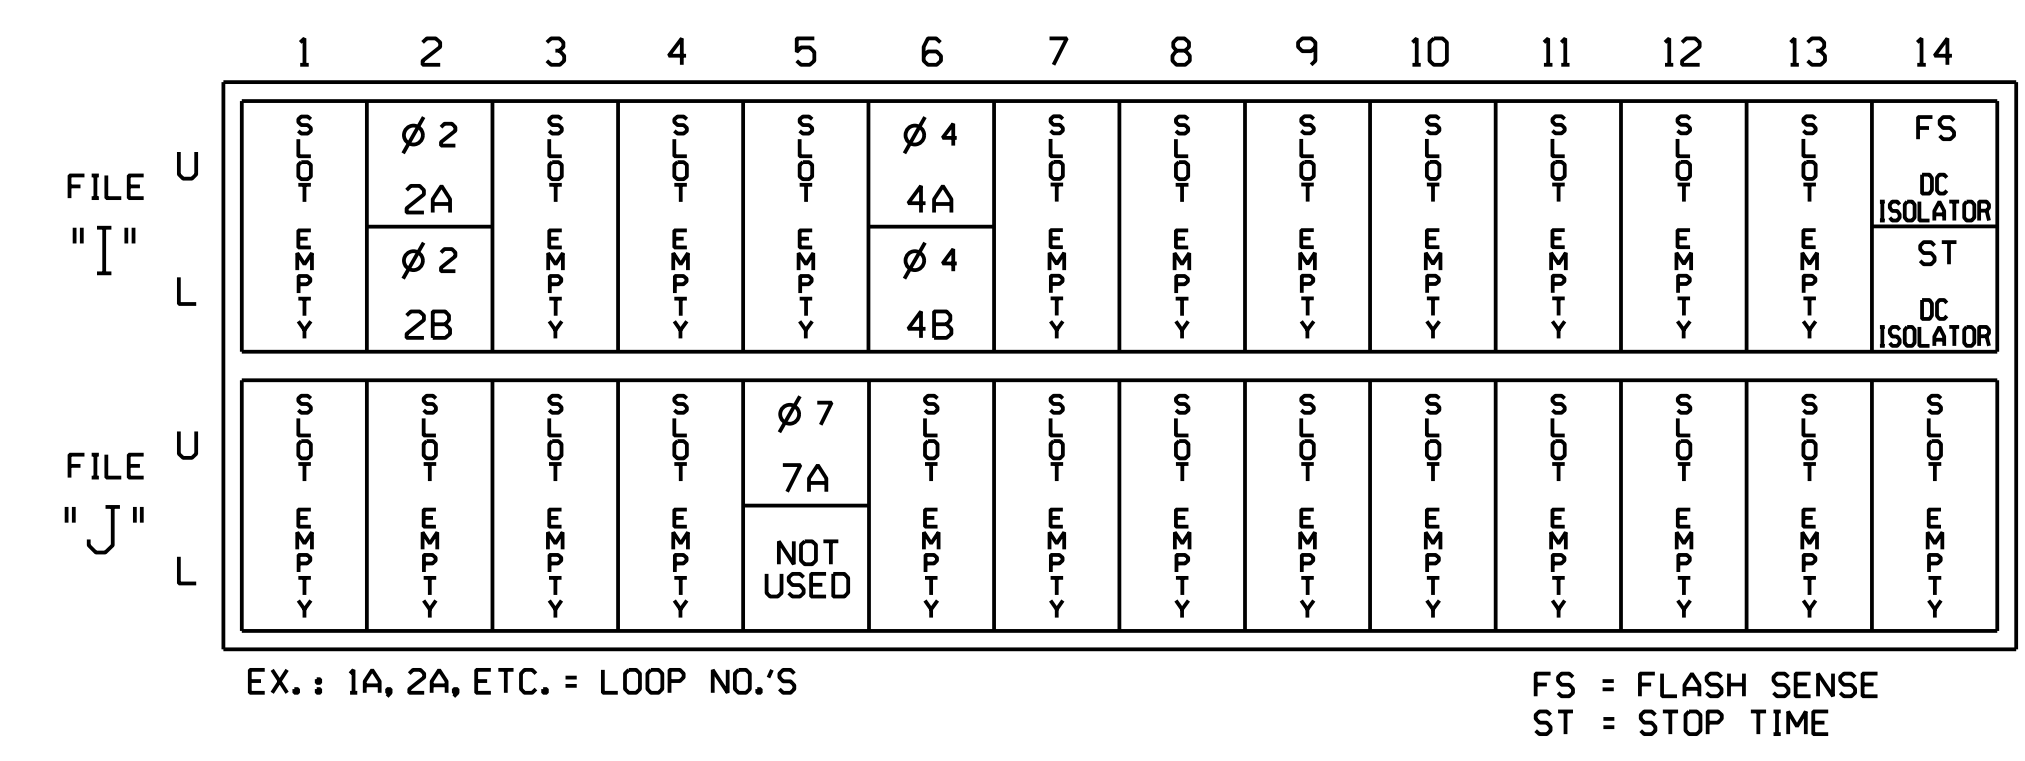 1 2 3 4 5 6 7 8 9 10 11 12 13 14
FILE "I"
U
L
SLOT EMPTY
ø 2
2A
ø 2
2B
SLOT EMPTY
SLOT EMPTY
SLOT EMPTY
ø 4
4A
ø 4
4B
SLOT EMPTY
SLOT EMPTY
SLOT EMPTY
SLOT EMPTY
SLOT EMPTY
SLOT EMPTY
SLOT EMPTY
FS
DC
ISOLATOR
ST
DC
ISOLATOR
FILE "J"
U
L
SLOT EMPTY
SLOT EMPTY
SLOT EMPTY
SLOT EMPTY
ø 7
7A
NOT
USED
SLOT EMPTY
SLOT EMPTY
SLOT EMPTY
SLOT EMPTY
SLOT EMPTY
SLOT EMPTY
SLOT EMPTY
SLOT EMPTY
SLOT EMPTY
EX.: 1A, 2A, ETC. = LOOP NO.'S
FS = FLASH SENSE
ST = STOP TIME